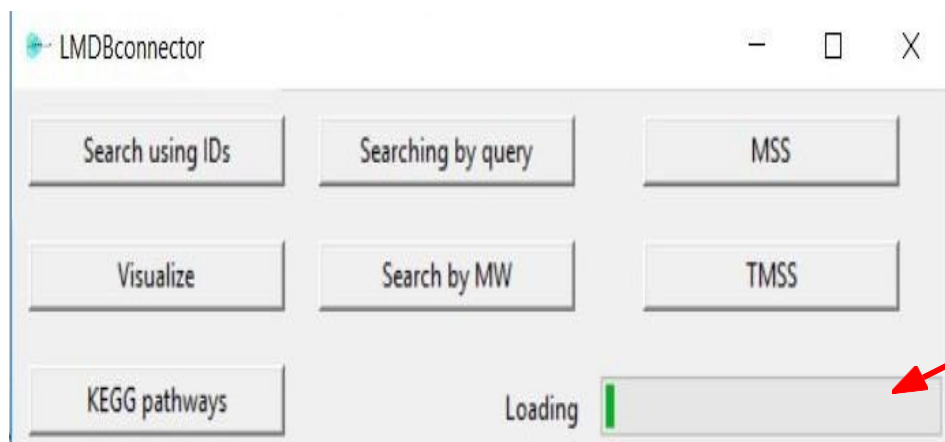 LMDBconnector
Search using IDs Searching by query MSS
Visualize Search by MW TMSS
KEGG pathways Loading